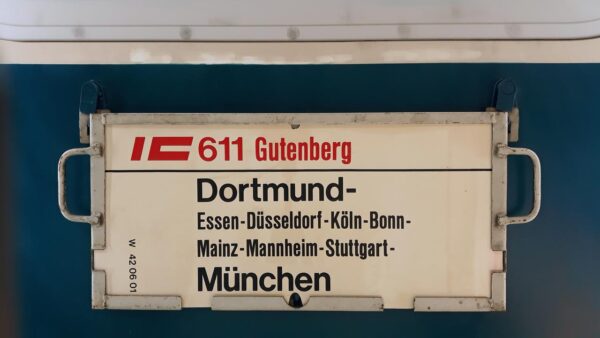 IC 611 Gutenberg
Dortmund-
Essen-Düsseldorf-Köln-Bonn-
Mainz-Mannheim-Stuttgart-
München
W 42 06 01